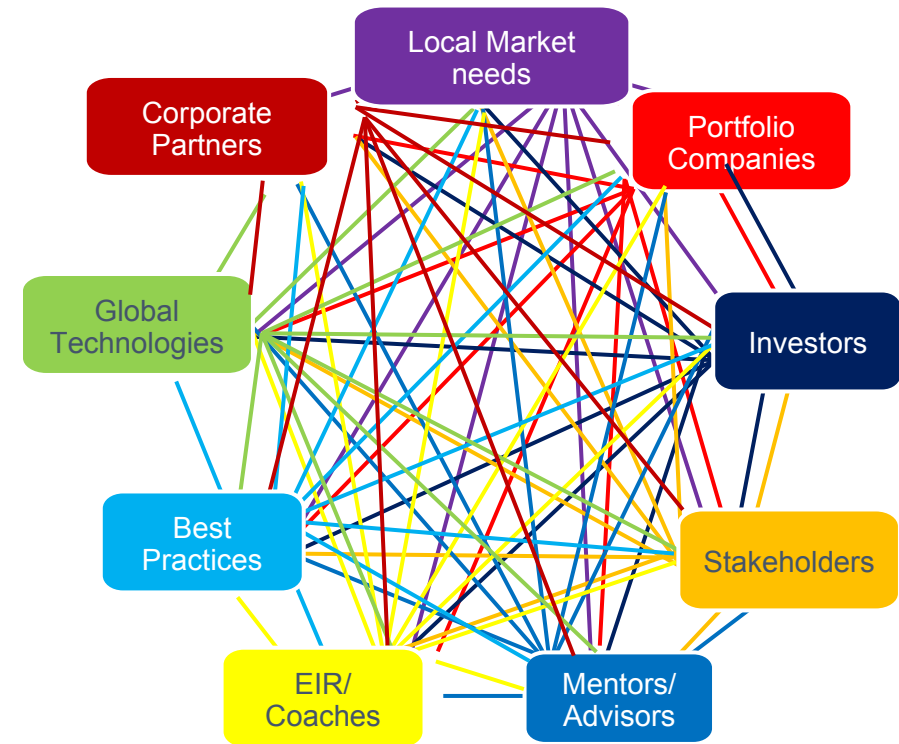 Local Market
needs
Corporate
Partners
Portfolio
Companies
Global
Technologies
Investors
Best
Practices
Stakeholders
EIR/
Coaches
Mentors/
Advisors